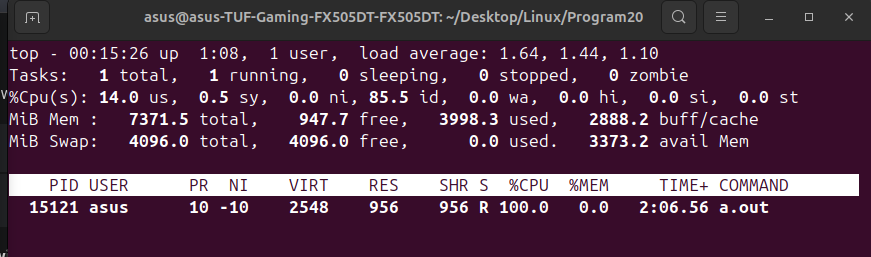 asus@asus-TUF-Gaming-FX505DT-FX505DT: ~/Desktop/Linux/Program20
top - 00:15:26 up  1:08,  1 user,  load average: 1.64, 1.44, 1.10
Tasks:   1 total,   1 running,   0 sleeping,   0 stopped,   0 zombie
%Cpu(s): 14.0 us,  0.5 sy,  0.0 ni, 85.5 id,  0.0 wa,  0.0 hi,  0.0 si,  0.0 st
MiB Mem :   7371.5 total,    947.7 free,   3998.3 used,   2888.2 buff/cache
MiB Swap:   4096.0 total,   4096.0 free,      0.0 used.   3373.2 avail Mem
PID USER      PR  NI    VIRT    RES    SHR S  %CPU  %MEM     TIME+ COMMAND
15121 asus      10 -10    2548    956    956 R 100.0   0.0   2:06.56 a.out